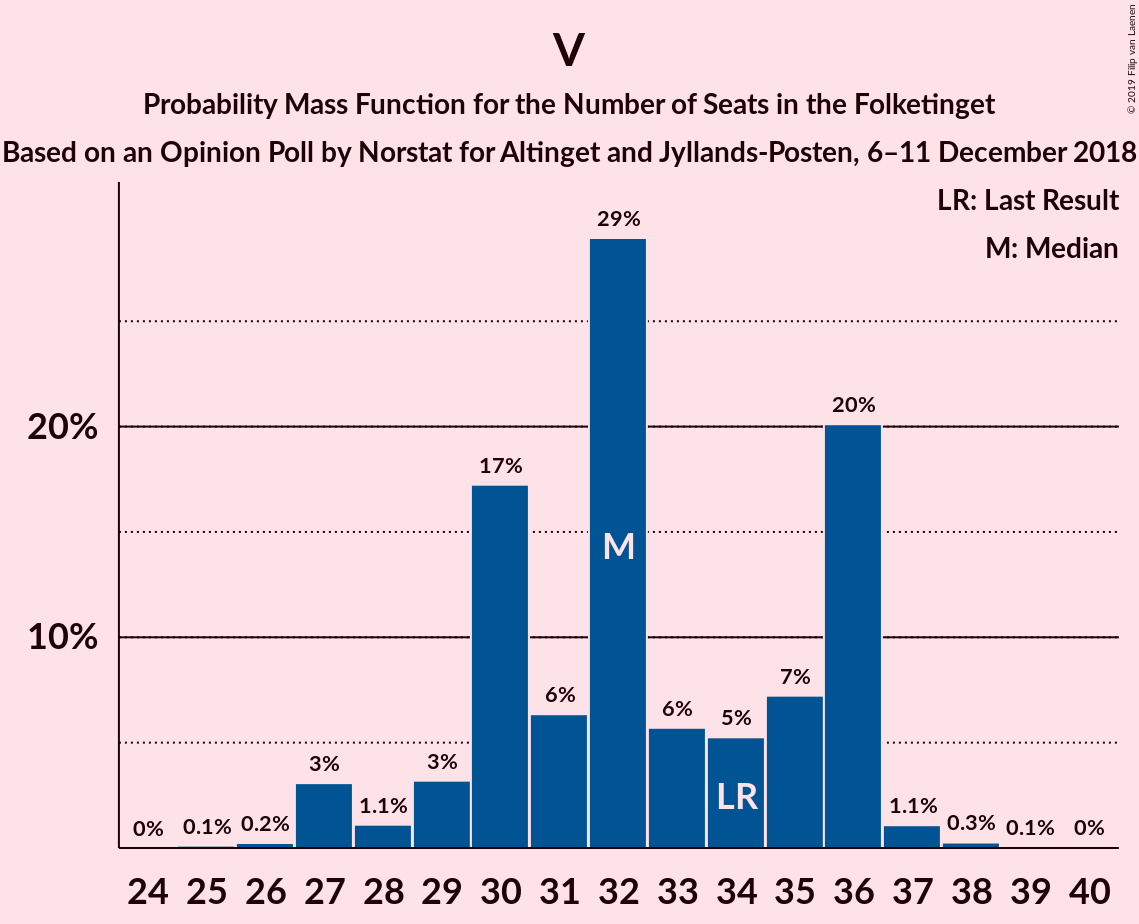 V
Probability Mass Function for the Number of Seats in the Folketinget
Based on an Opinion Poll by Norstat for Altinget and Jyllands-Posten, 6–11 December 2018
© 2019 Filip van Laenen
LR: Last Result
M: Median
20%
10%
0% 0.1% 0.2% 3% 1.1% 3% 17% 6% 29% 6% 5% 7% 20% 1.1% 0.3% 0.1% 0%
M
LR
24 25 26 27 28 29 30 31 32 33 34 35 36 37 38 39 40